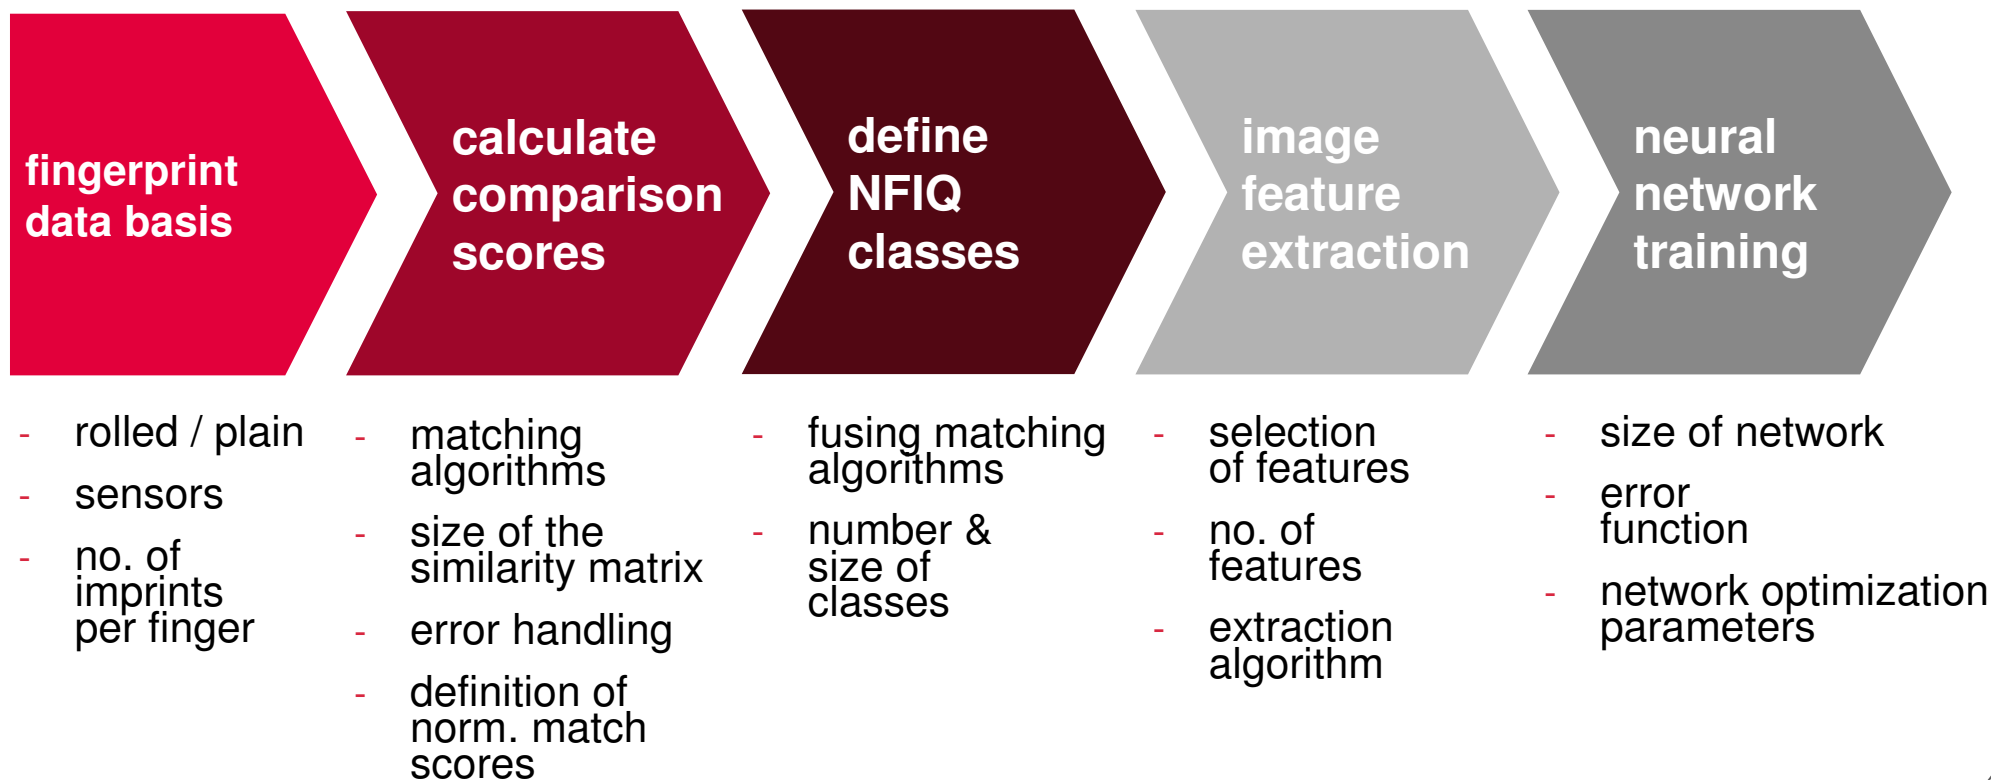 fingerprint
data basis
calculate
comparison
scores
define
NFIQ
classes
image
feature
extraction
neural
network
training
- rolled / plain
- sensors
- no. of
imprints
per finger
- matching
algorithms
- size of the
similarity matrix
- error handling
- definition of
norm. match
scores
- fusing matching
algorithms
- number &
size of
classes
- selection
of features
- no. of
features
- extraction
algorithm
- size of network
- error
function
- network optimization
parameters